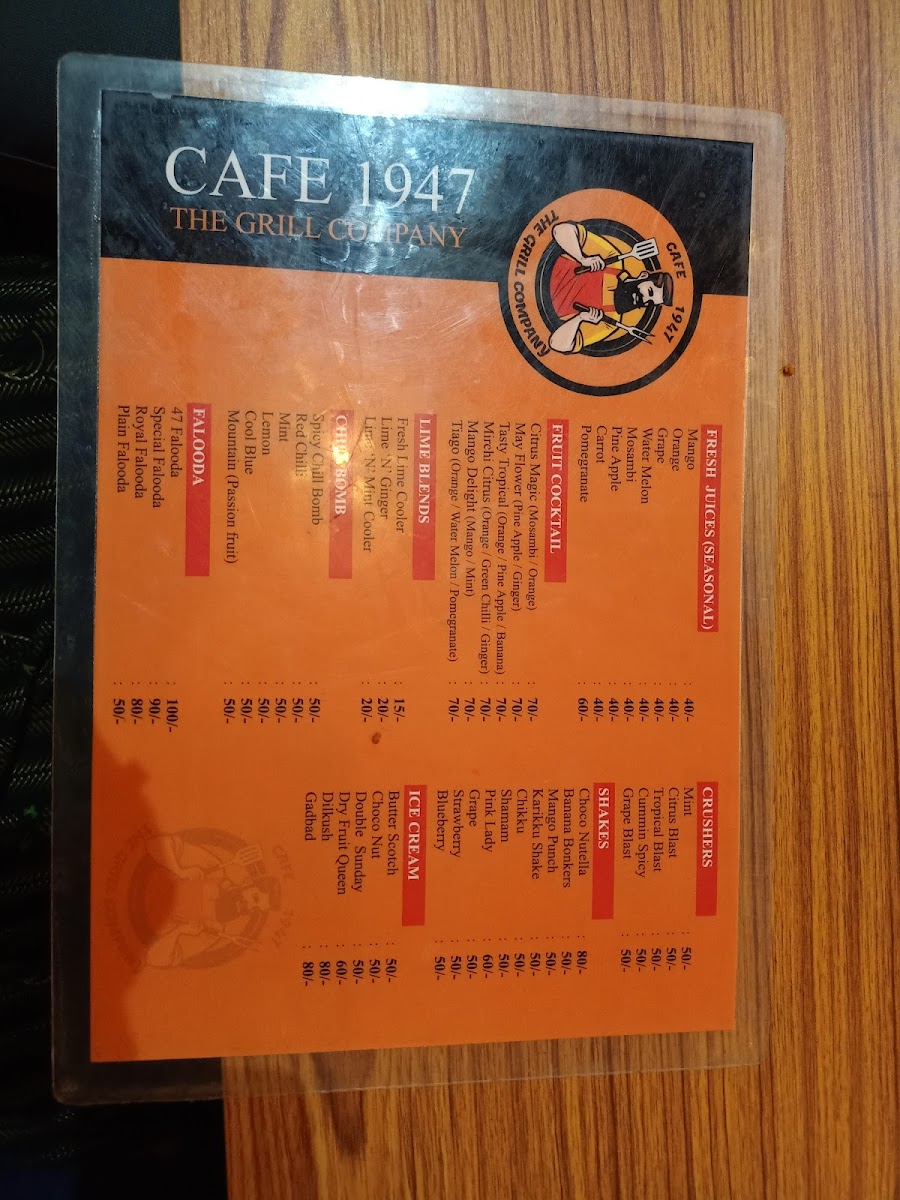 CAFE 1947
THE GRILL COMPANY
CAFE 1947
THE GRILL COMPANY
FRESH JUICES (SEASONAL)
Mango : 40/-
Orange : 40/-
Grape : 40/-
Water Melon : 40/-
Mosambi : 40/-
Pine Apple : 40/-
Carrot : 40/-
Pomegranate : 60/-
FRUIT COCKTAIL
Citrus Magic (Mosambi / Orange) : 70/-
May Flower (Pine Apple / Ginger) : 70/-
Tasty Tropical (Orange / Pine Apple / Banana) : 70/-
Mirchi Citrus (Orange / Green Chilli / Ginger) : 70/-
Mango Delight (Mango / Mint) : 70/-
Tiago (Orange / Water Melon / Pomegranate) : 70/-
LIME BLENDS
Fresh Lime Cooler : 15/-
Lime 'N' Ginger : 20/-
Lime 'N' Mint Cooler : 20/-
CHILL BOMB
Spicy Chill Bomb : 50/-
Red Chilli : 50/-
Mint : 50/-
Lemon : 50/-
Cool Blue : 50/-
Mountain (Passion fruit) : 50/-
FALOODA
47 Falooda : 100/-
Special Falooda : 90/-
Royal Falooda : 80/-
Plain Falooda : 50/-
CRUSHERS
Mint : 50/-
Citrus Blast : 50/-
Tropical Blast : 50/-
Cummin Spicy : 50/-
Grape Blast : 50/-
SHAKES
Choco Nutella : 80/-
Banana Bonkers : 50/-
Mango Punch : 50/-
Karikku Shake : 50/-
Chikku : 50/-
Shamam : 50/-
Pink Lady : 60/-
Grape : 50/-
Strawberry : 50/-
Blueberry : 50/-
ICE CREAM
Butter Scotch : 50/-
Choco Nut : 50/-
Double Sunday : 50/-
Dry Fruit Queen : 60/-
Dilkush : 80/-
Gadbad : 80/-
1947